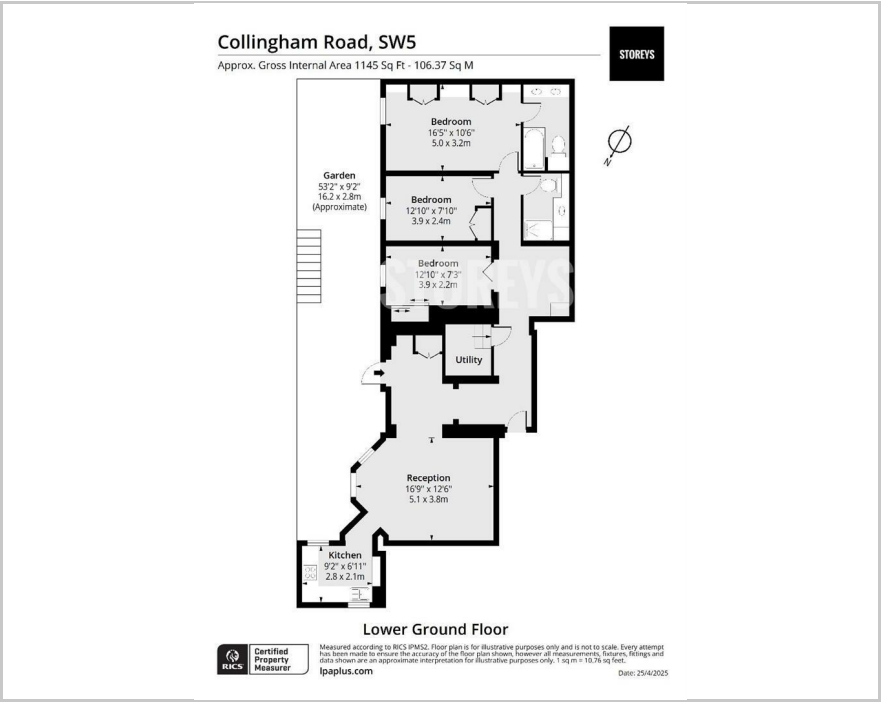 Collingham Road, SW5
Approx. Gross Internal Area 1145 Sq Ft - 106.37 Sq M
STOREYS
Bedroom
16'5" x 10'6"
5.0 x 3.2m
N
Garden
53'2" x 9'2"
16.2 x 2.8m
(Approximate)
Bedroom
12'10" x 7'10"
3.9 x 2.4m
Bedroom
12'10" x 7'3"
3.9 x 2.2m
STOREYS
Utility
Reception
16'9" x 12'6"
5.1 x 3.8m
Kitchen
9'2" x 6'11"
2.8 x 2.1m
Lower Ground Floor
RICS
Certified
Property
Measurer
Measured according to RICS IPMS2. Floor plan is for illustrative purposes only and is not to scale. Every attempt
has been made to ensure the accuracy of the floor plan shown, however all measurements, fixtures, fittings and
data shown are an approximate interpretation for illustrative purposes only. 1 sq m = 10.76 sq feet.
lpaplus.com
Date: 25/4/2025